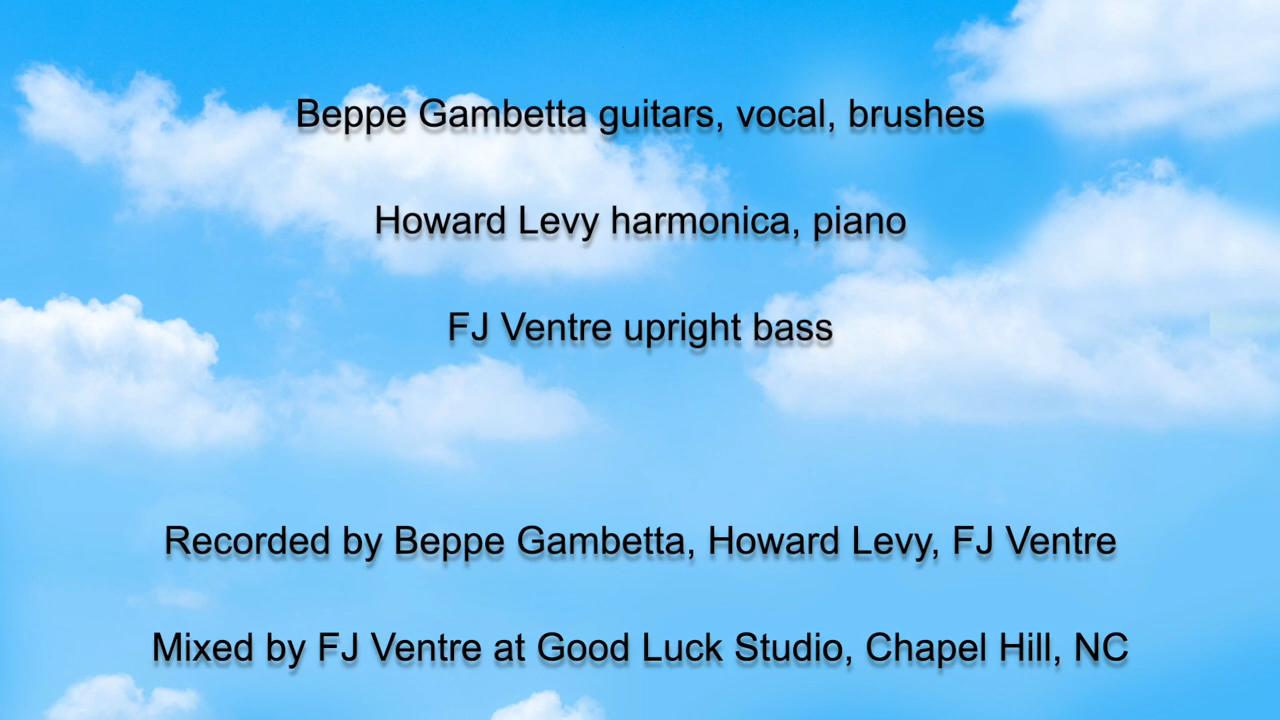 Beppe Gambetta guitars, vocal, brushes
Howard Levy harmonica, piano
FJ Ventre upright bass
Recorded by Beppe Gambetta, Howard Levy, FJ Ventre
Mixed by FJ Ventre at Good Luck Studio, Chapel Hill, NC